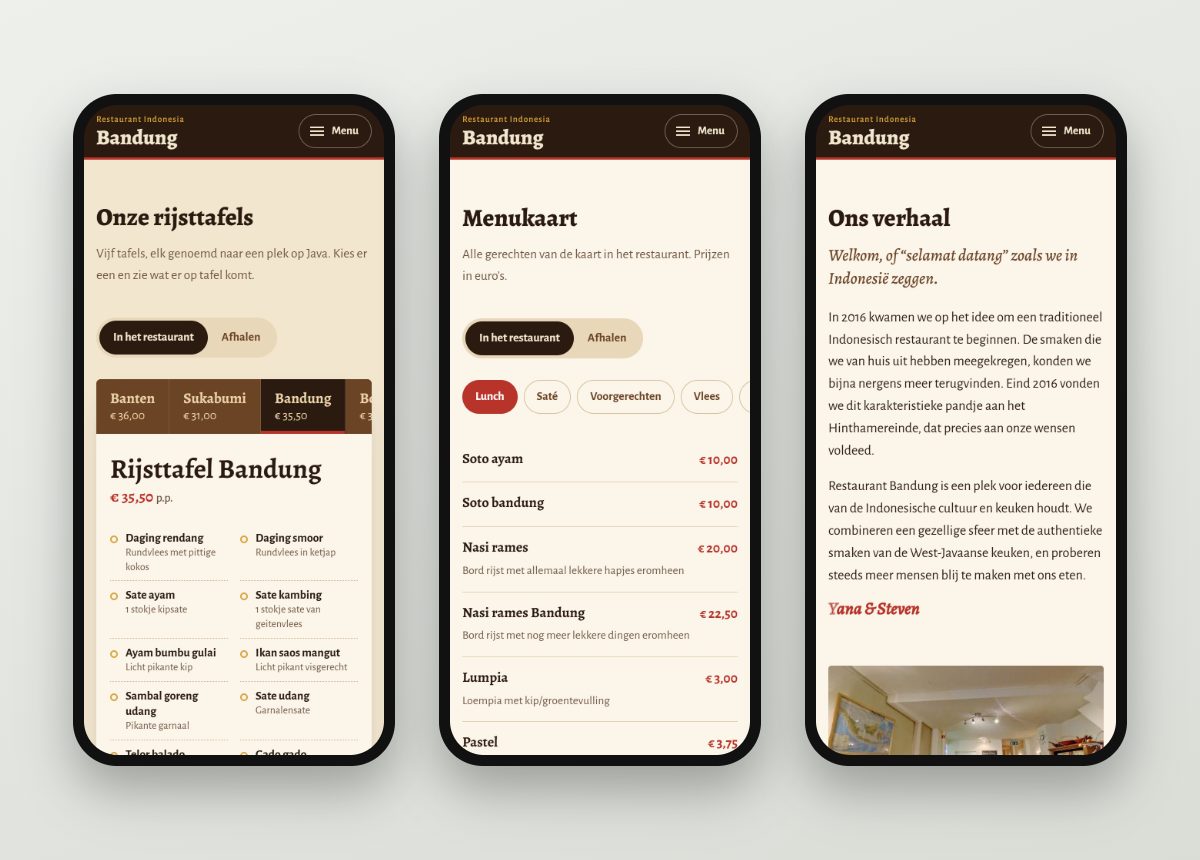 Restaurant Indonesia
Bandung
Menu
Onze rijsttafels
Vijf tafels, elk genoemd naar een plek op Java. Kies er
een en zie wat er op tafel komt.
In het restaurant
Afhalen
Banten
€ 36,00
Sukabumi
€ 31,00
Bandung
€ 35,50
Rijsttafel Bandung
€ 35,50 p.p.
Daging rendang
Rundvlees met pittige
kokos
Daging smoor
Rundvlees in ketjap
Sate ayam
1 stokje kipsate
Sate kambing
1 stokje sate van
geitenvlees
Ayam bumbu gulai
Licht pikante kip
Ikan saos mangut
Licht pikant visgerecht
Sambal goreng
udang
Pikante garnaal
Sate udang
Garnalensate
Restaurant Indonesia
Bandung
Menu
Menukaart
Alle gerechten van de kaart in het restaurant. Prijzen
in euro's.
In het restaurant
Afhalen
Lunch
Saté
Voorgerechten
Vlees
Soto ayam € 10,00
Soto bandung € 10,00
Nasi rames € 20,00
Bord rijst met allemaal lekkere hapjes eromheen
Nasi rames Bandung € 22,50
Bord rijst met nog meer lekkere dingen eromheen
Lumpia € 3,00
Loempia met kip/groentevulling
Pastel € 3,75
Restaurant Indonesia
Bandung
Menu
Ons verhaal
Welkom, of “selamat datang” zoals we in
Indonesië zeggen.
In 2016 kwamen we op het idee om een traditioneel
Indonesisch restaurant te beginnen. De smaken die
we van huis uit hebben meegekregen, konden we
bijna nergens meer terugvinden. Eind 2016 vonden
we dit karakteristieke pandje aan het
Hinthamereinde, dat precies aan onze wensen
voldeed.
Restaurant Bandung is een plek voor iedereen die
van de Indonesische cultuur en keuken houdt. We
combineren een gezellige sfeer met de authentieke
smaken van de West-Javaanse keuken, en proberen
steeds meer mensen blij te maken met ons eten.
Yana & Steven